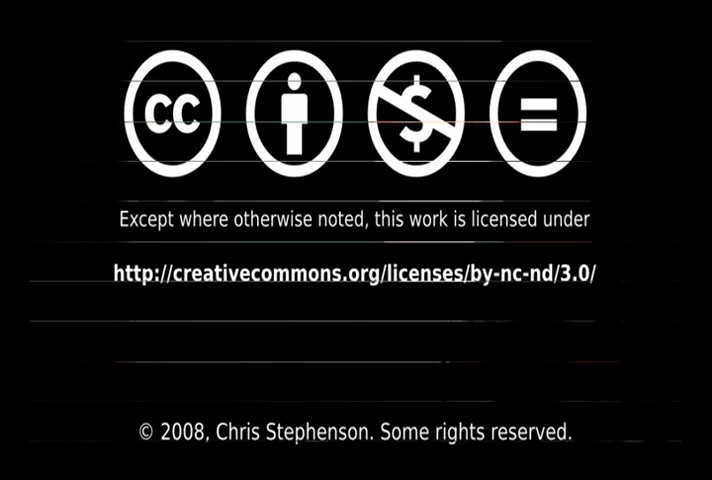 cc
$
=
Except where otherwise noted, this work is licensed under
http://creativecommons.org/licenses/by-nc-nd/3.0/
© 2008, Chris Stephenson. Some rights reserved.